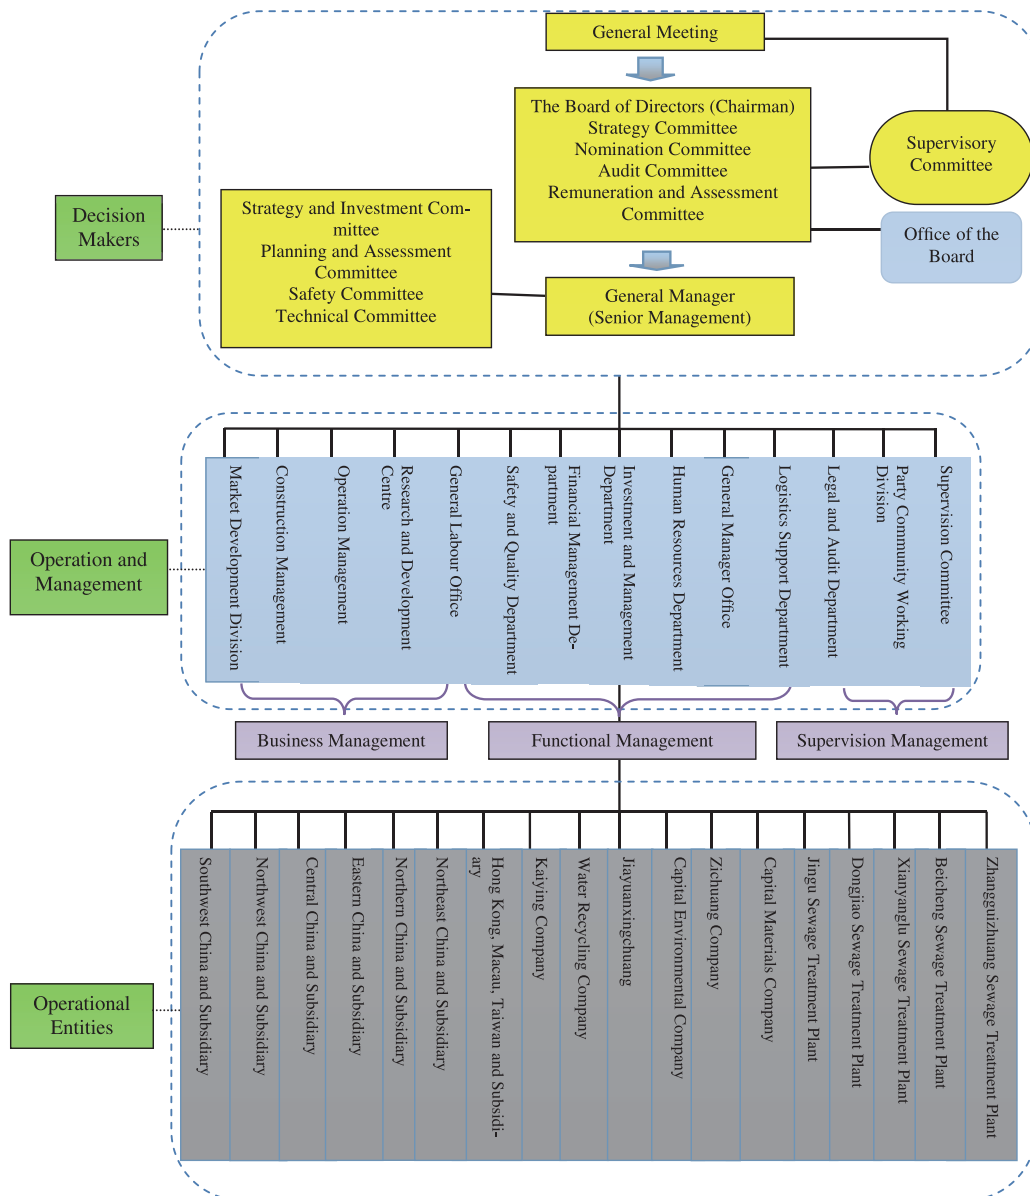 General Meeting
The Board of Directors (Chairman)
Strategy Committee
Nomination Committee
Audit Committee
Remuneration and Assessment
Committee
Supervisory
Committee
Office of the
Board
Decision
Makers
Strategy and Investment Com-
mittee
Planning and Assessment
Committee
Safety Committee
Technical Committee
General Manager
(Senior Management)
Operation and
Management
Market Development Division
Construction Management
Operation Management
Research and Development
Centre
General Labour Office
Safety and Quality Department
Financial Management De-
partment
Investment and Management
Department
Human Resources Department
General Manager Office
Logistics Support Department
Legal and Audit Department
Party Community Working
Division
Supervision Committee
Business Management
Functional Management
Supervision Management
Operational
Entities
Southwest China and Subsidiary
Northwest China and Subsidiary
Central China and Subsidiary
Eastern China and Subsidiary
Northern China and Subsidiary
Northeast China and Subsidiary
Hong Kong, Macau, Taiwan and Subsidi-
ary
Kaiying Company
Water Recycling Company
Jiayuanxingchuang
Capital Environmental Company
Zichuang Company
Capital Materials Company
Jingu Sewage Treatment Plant
Dongjiao Sewage Treatment Plant
Xianyanglu Sewage Treatment Plant
Beicheng Sewage Treatment Plant
Zhangguizhuang Sewage Treatment Plant